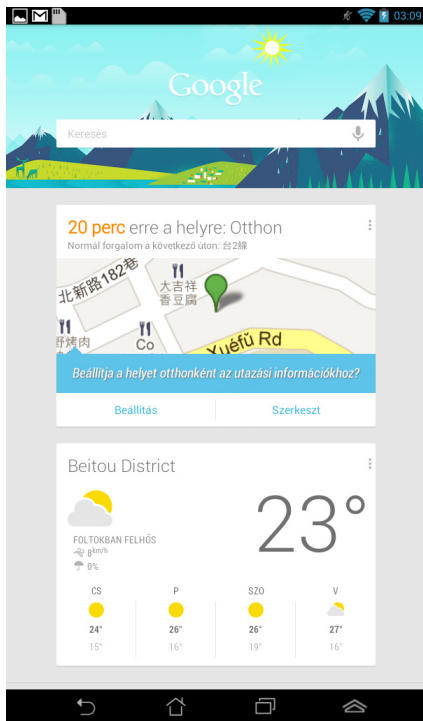 03:09
Google
Keresés
20 perc erre a helyre: Otthon
Normál forgalom a következő úton: 台2線
北新路182巷
大吉祥
香豆腐
野烤肉
Co
Xuéfǔ Rd
Beállítja a helyet otthonként az utazási információkhoz?
Beállítás
Szerkeszt
Beitou District
23°
FOLTOKBAN FELHŐS
8km/h
0%
CS P SZO V
24° 26° 26° 27°
15° 16° 19° 16°